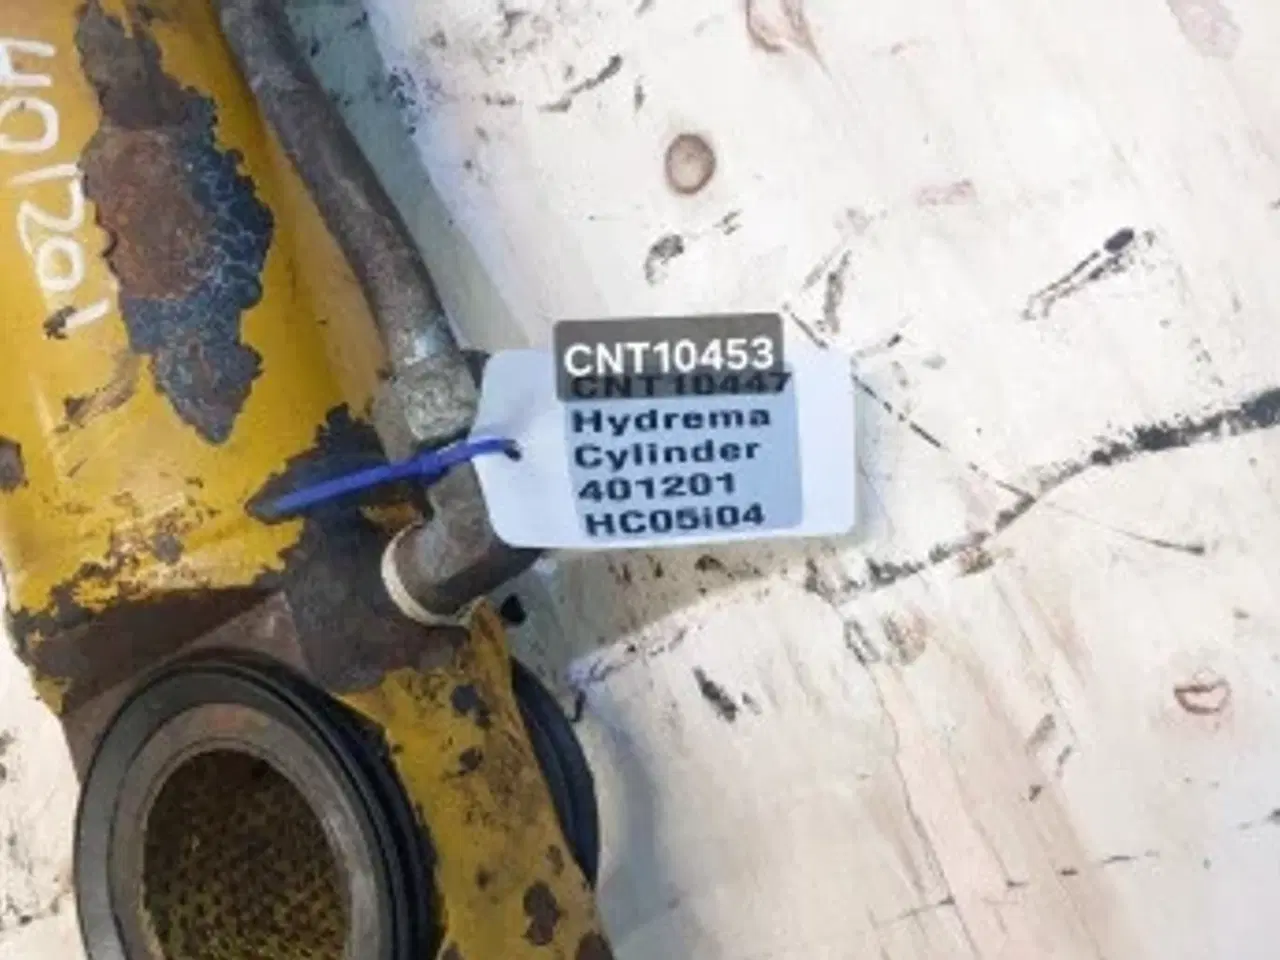 401201
CNT10453
CNT10447
Hydrema
Cylinder
401201
HC05i04